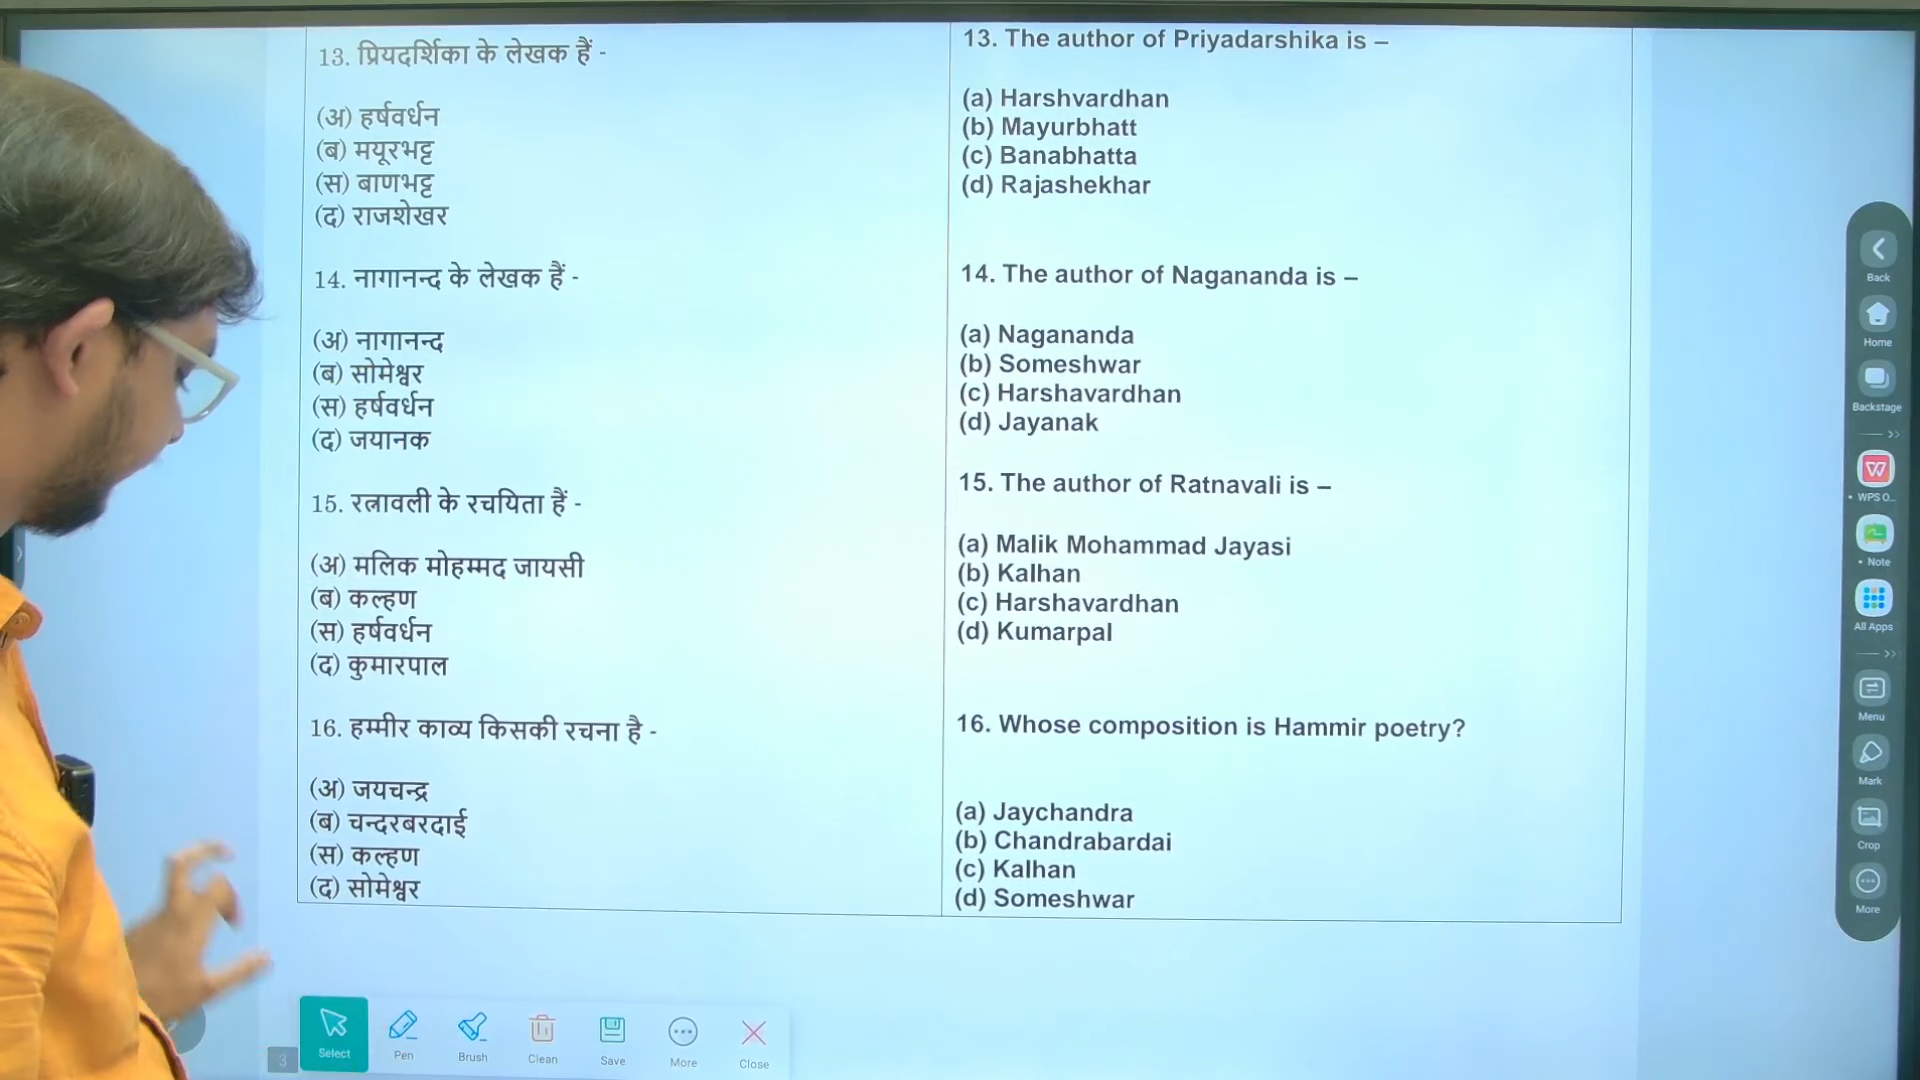 13. प्रियदर्शिका के लेखक हैं -
(अ) हर्षवर्धन
(ब) मयूरभट्ट
(स) बाणभट्ट
(द) राजशेखर
14. नागानन्द के लेखक हैं -
(अ) नागानन्द
(ब) सोमेश्वर
(स) हर्षवर्धन
(द) जयानक
15. रत्नावली के रचयिता हैं -
(अ) मलिक मोहम्मद जायसी
(ब) कल्हण
(स) हर्षवर्धन
(द) कुमारपाल
16. हम्मीर काव्य किसकी रचना है -
(अ) जयचन्द्र
(ब) चन्दरबरदाई
(स) कल्हण
(द) सोमेश्वर
13. The author of Priyadarshika is –
(a) Harshvardhan
(b) Mayurbhatt
(c) Banabhatta
(d) Rajashekhar
14. The author of Nagananda is –
(a) Nagananda
(b) Someshwar
(c) Harshavardhan
(d) Jayanak
15. The author of Ratnavali is –
(a) Malik Mohammad Jayasi
(b) Kalhan
(c) Harshavardhan
(d) Kumarpal
16. Whose composition is Hammir poetry?
(a) Jaychandra
(b) Chandrabardai
(c) Kalhan
(d) Someshwar
Back
Home
Backstage
WPS O...
Note
All Apps
Menu
Mark
Crop
More
3
Select
Pen
Brush
Clean
Save
More
Close